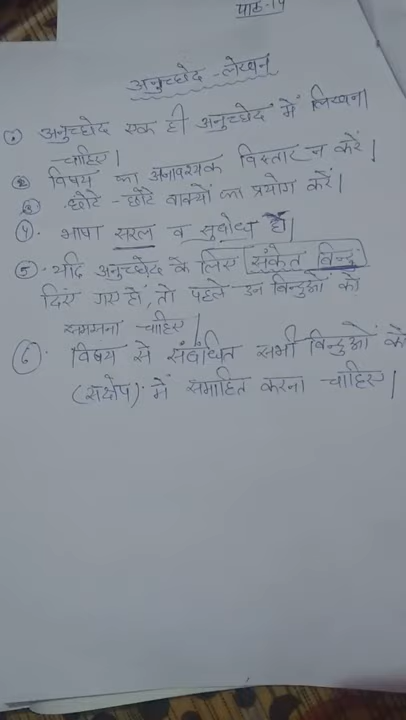 पाठ-14
अनुच्छेद-लेखन
①. अनुच्छेद एक ही अनुच्छेद में लिखना
चाहिए।
② विषय का अनावश्यक विस्तार न करें।
③. छोटे-छोटे वाक्यों का प्रयोग करें।
4. भाषा सरल व सुबोध हो।
⑤. यदि अनुच्छेद के लिए संकेत बिन्दु
दिए गए हों, तो पहले उन बिन्दुओं को
समझना चाहिए।
⑥. विषय से संबंधित सभी बिन्दुओं को
(संक्षेप) में समाहित करना चाहिए।